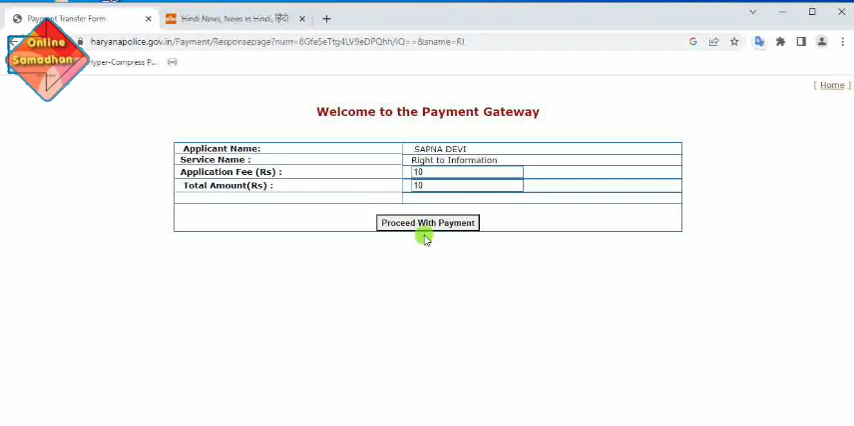 Payment Transfer Form
Hindi News, News in Hindi, हिंदी
haryanapolice.gov.in/Payment/Responsepage?num=8Gfe5eTtg4LV9eDPQhh/IQ==&sname=RI
Online
Samadhan
Hyper-Compress P...
[ Home ]
Welcome to the Payment Gateway
Applicant Name: SAPNA DEVI
Service Name : Right to Information
Application Fee (Rs) : 10
Total Amount(Rs) : 10
Proceed With Payment